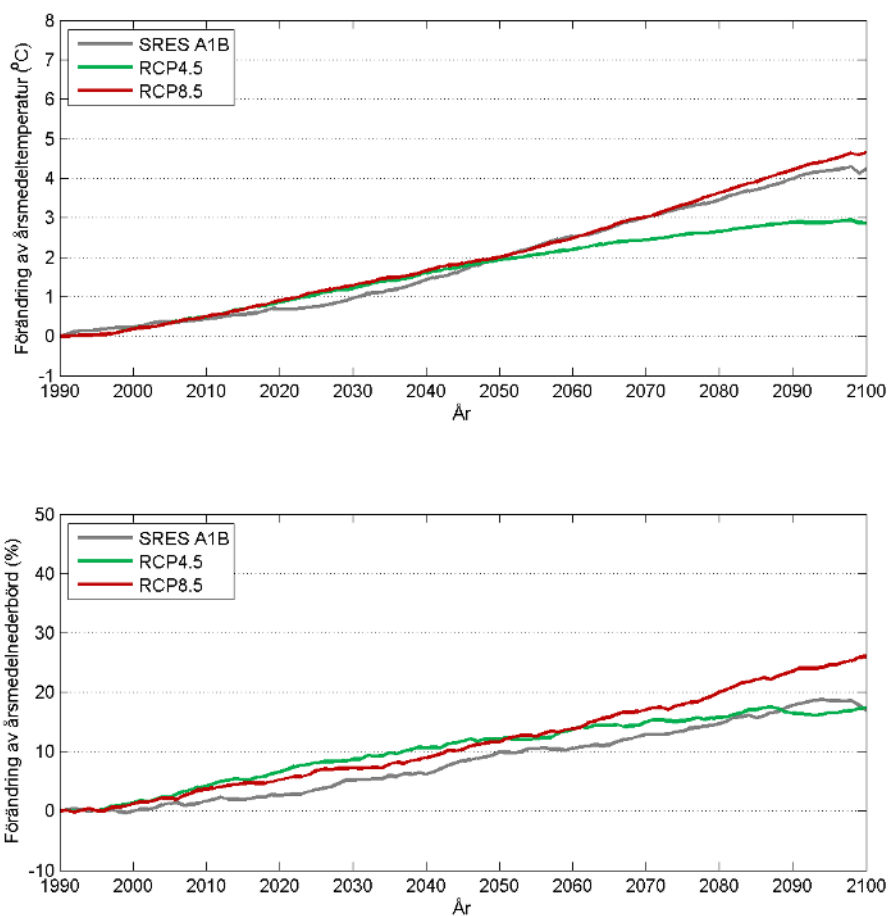 Förändring av årsmedeltemperatur (⁰C)
8
7
6
5
4
3
2
1
0
-1
SRES A1B
RCP4.5
RCP8.5
1990 2000 2010 2020 2030 2040 2050 2060 2070 2080 2090 2100
År
Förändring av årsmedelnederbörd (%)
50
40
30
20
10
0
-10
SRES A1B
RCP4.5
RCP8.5
1990 2000 2010 2020 2030 2040 2050 2060 2070 2080 2090 2100
År